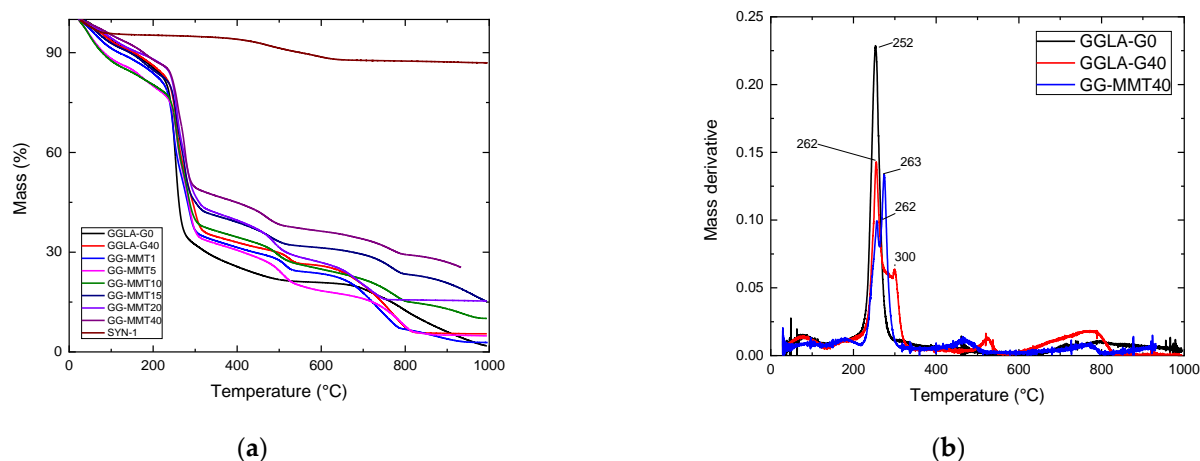 90
60
30
0
Mass (%)
0
200
400
600
800
1000
Temperature (°C)
GGLA-G0
GGLA-G40
GG-MMT1
GG-MMT5
GG-MMT10
GG-MMT15
GG-MMT20
GG-MMT40
SYN-1
(a)
0.25
0.20
0.15
0.10
0.05
0.00
Mass derivative
0
200
400
600
800
1000
Temperature (°C)
252
262
263
262
300
GGLA-G0
GGLA-G40
GG-MMT40
(b)